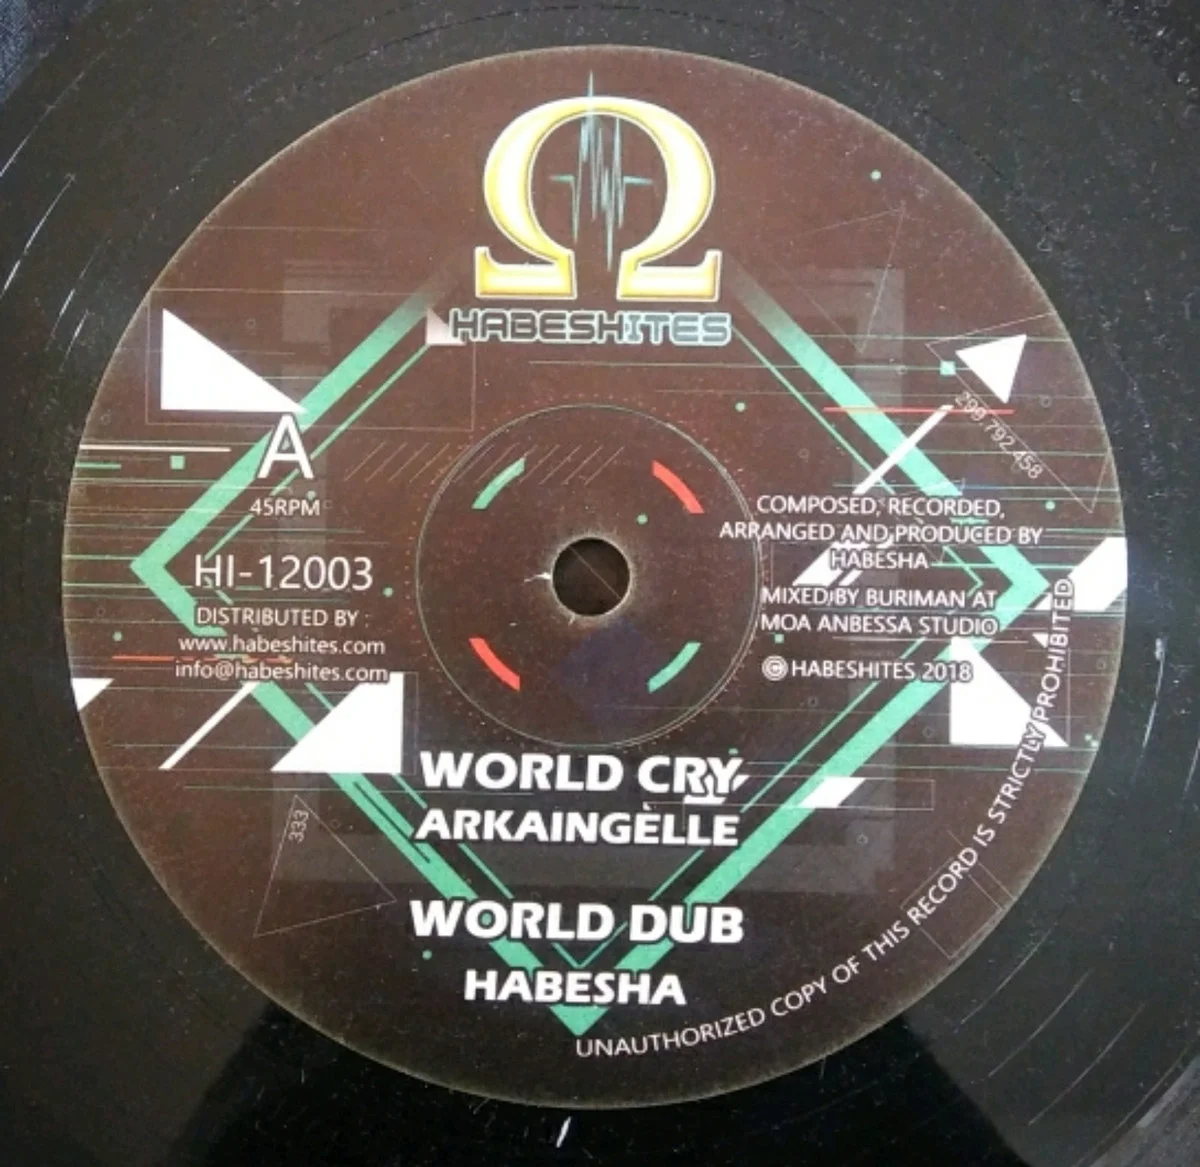 Ω
HABESHITES
A
45RPM
HI-12003
DISTRIBUTED BY :
www.habeshites.com
info@habeshites.com
299 792 458
COMPOSED, RECORDED,
ARRANGED AND PRODUCED BY
HABESHA
MIXED BY BURIMAN AT
MOA ANBESSA STUDIO
© HABESHITES 2018
WORLD CRY
ARKAINGÈLLE
333
WORLD DUB
HABESHA
UNAUTHORIZED COPY OF THIS RECORD IS STRICTLY PROHIBITED